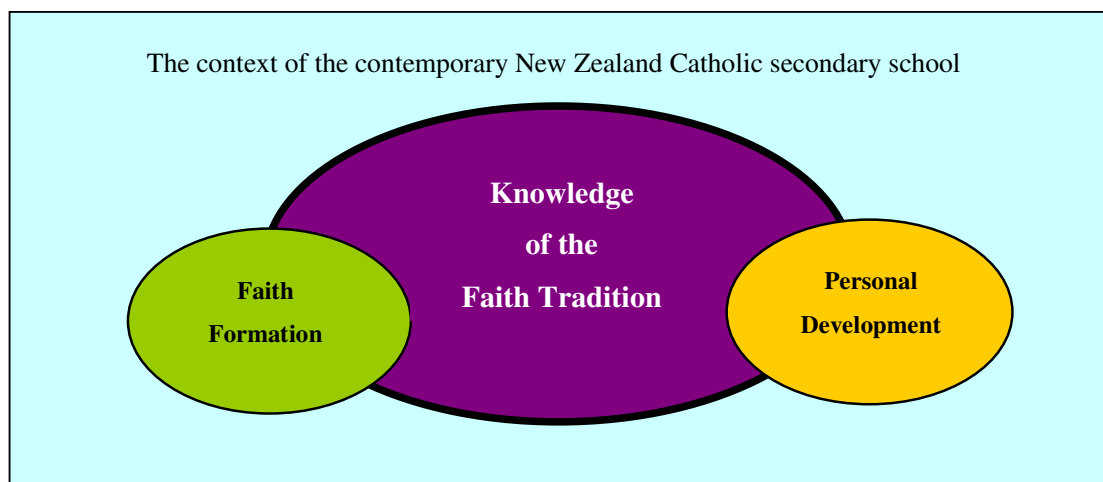 The context of the contemporary New Zealand Catholic secondary school
Knowledge
of the
Faith Tradition
Faith
Formation
Personal
Development